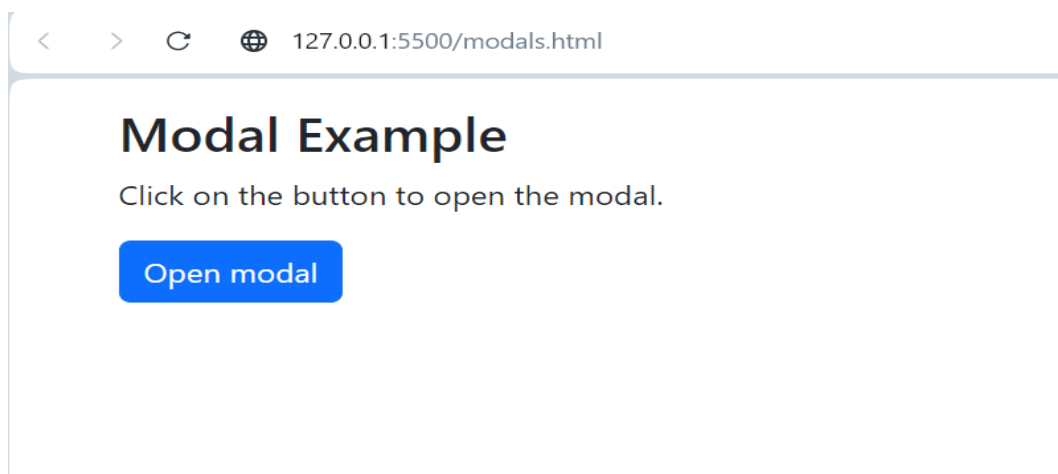 127.0.0.1:5500/modals.html
Modal Example
Click on the button to open the modal.
Open modal